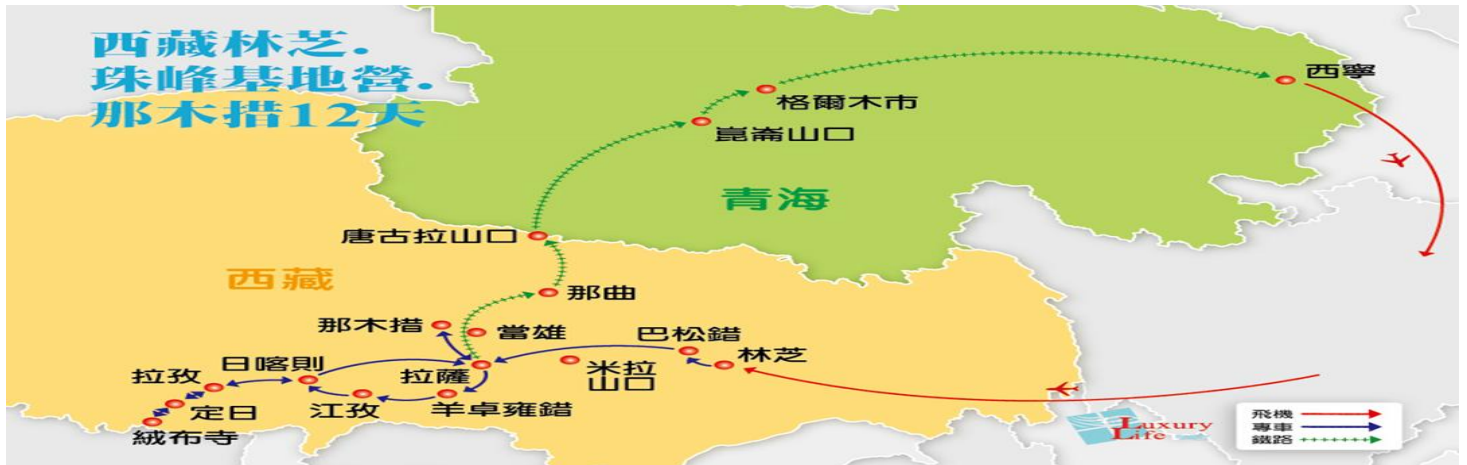 西藏林芝.
珠峰基地營.
那木措12天
西寧
格爾木市
崑崙山口
青海
唐古拉山口
西藏
那曲
那木措
當雄
巴松錯
林芝
日喀則
拉薩
米拉
山口
拉孜
定日
江孜
羊卓雍錯
絨布寺
Luxury
Life
飛機
專車
鐵路